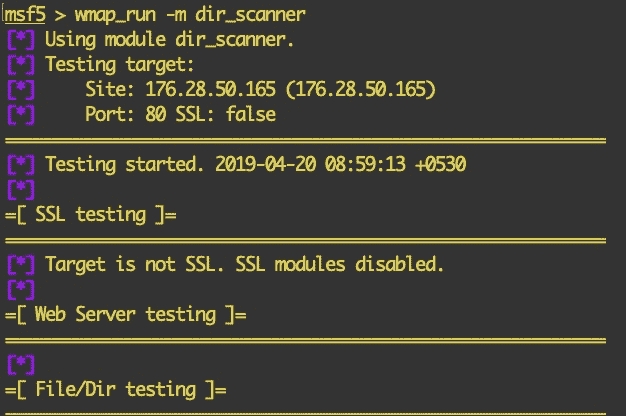 msf5 > wmap_run -m dir_scanner
[*] Using module dir_scanner.
[*] Testing target:
[*]     Site: 176.28.50.165 (176.28.50.165)
[*]     Port: 80 SSL: false
============================================================
[*] Testing started. 2019-04-20 08:59:13 +0530
[*]
=[ SSL testing ]=
============================================================
[*] Target is not SSL. SSL modules disabled.
[*]
=[ Web Server testing ]=
============================================================
[*]
=[ File/Dir testing ]=
============================================================